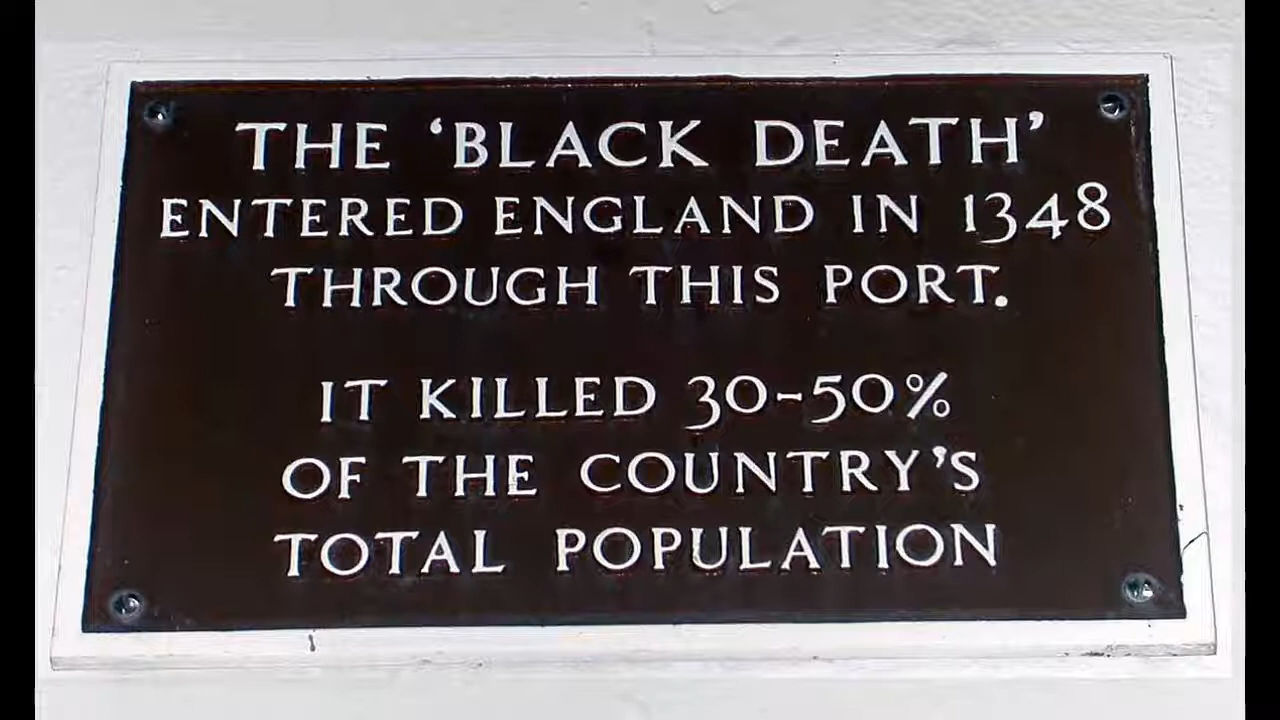 THE ‘BLACK DEATH’
ENTERED ENGLAND IN 1348
THROUGH THIS PORT.
IT KILLED 30-50%
OF THE COUNTRY’S
TOTAL POPULATION